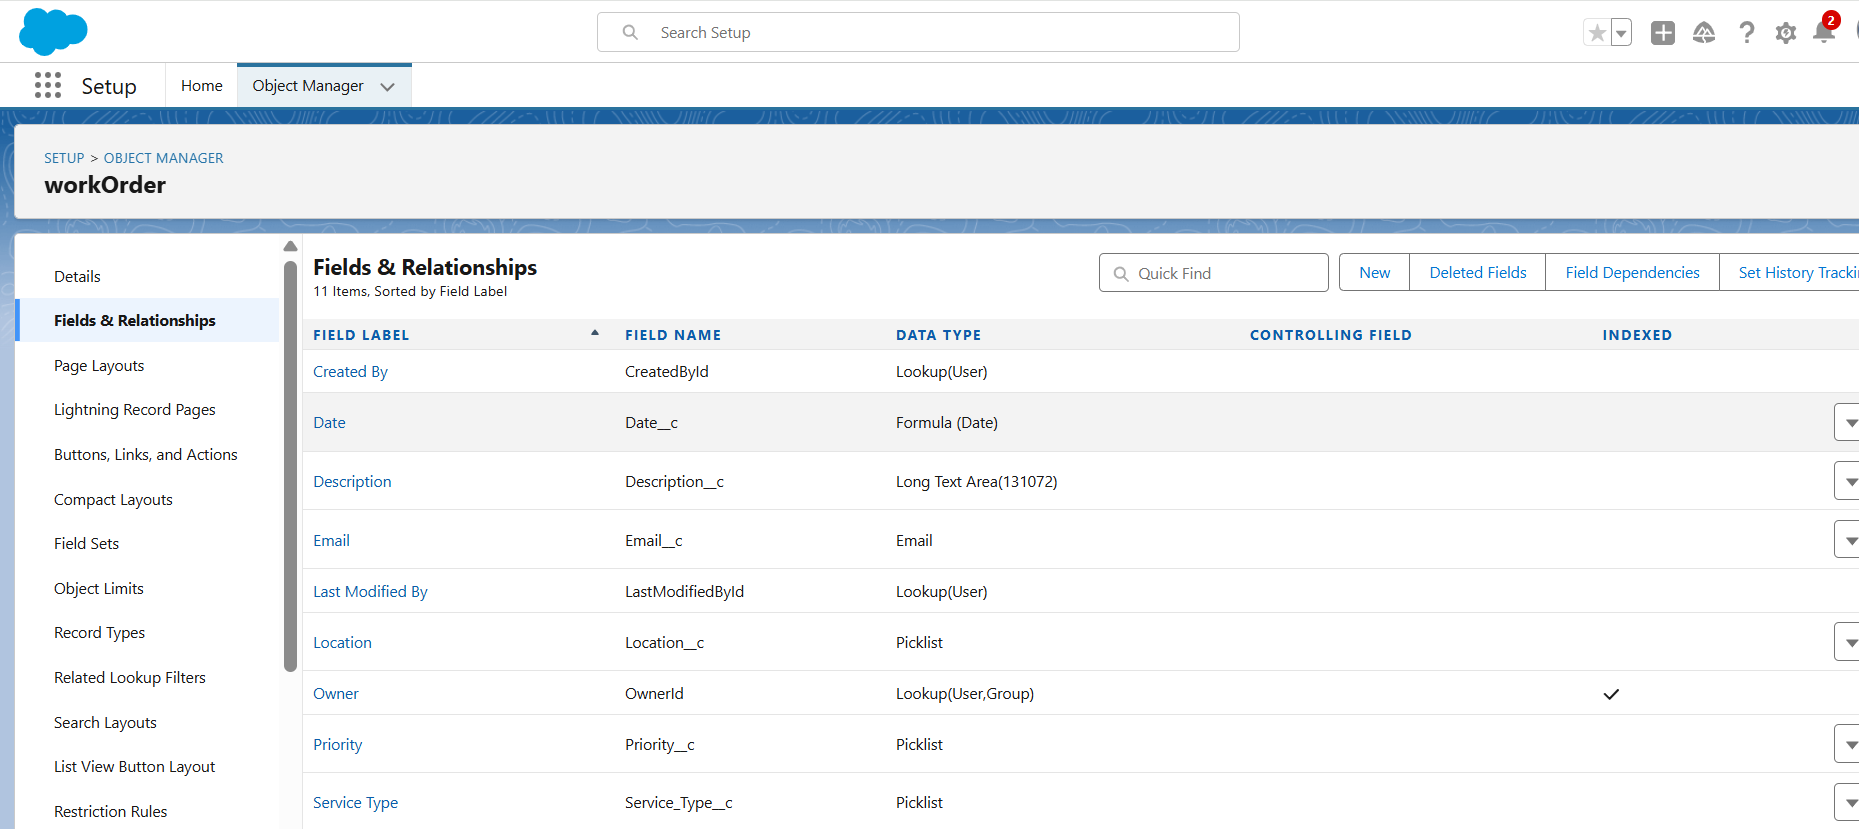 Search Setup
2
Setup
Home
Object Manager
SETUP > OBJECT MANAGER
workOrder
Details
Fields & Relationships
Page Layouts
Lightning Record Pages
Buttons, Links, and Actions
Compact Layouts
Field Sets
Object Limits
Record Types
Related Lookup Filters
Search Layouts
List View Button Layout
Restriction Rules
Fields & Relationships
11 Items, Sorted by Field Label
Quick Find
New
Deleted Fields
Field Dependencies
Set History Tracki
FIELD LABEL FIELD NAME DATA TYPE CONTROLLING FIELD INDEXED
Created By CreatedById Lookup(User)
Date Date__c Formula (Date)
Description Description__c Long Text Area(131072)
Email Email__c Email
Last Modified By LastModifiedById Lookup(User)
Location Location__c Picklist
Owner OwnerId Lookup(User,Group)
Priority Priority__c Picklist
Service Type Service_Type__c Picklist